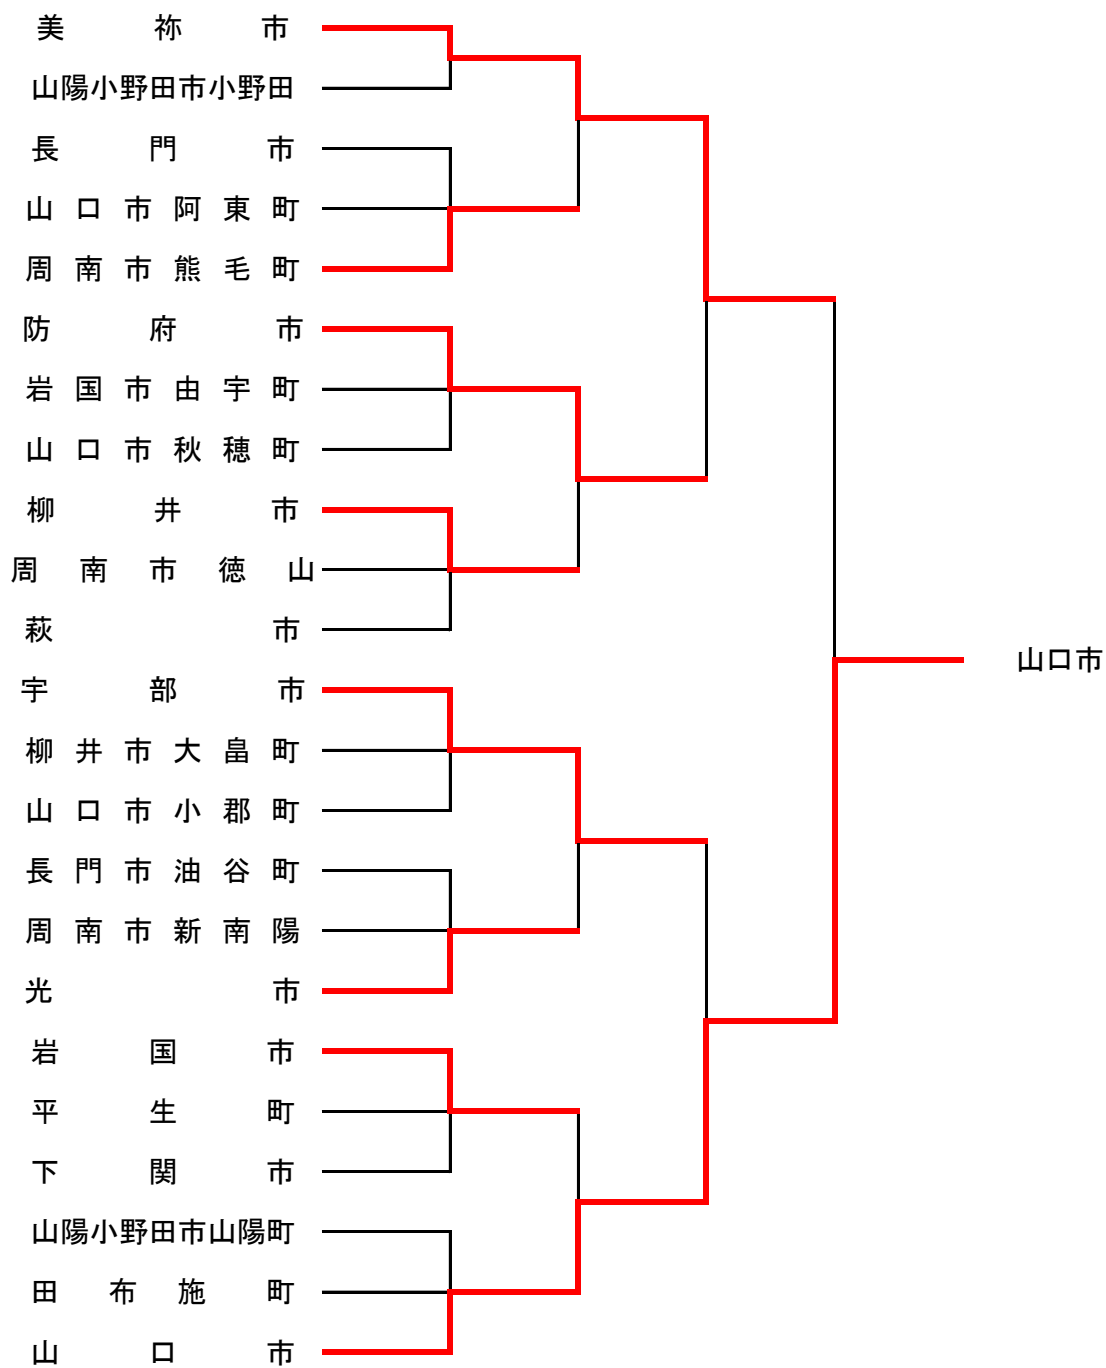 美祢市
山陽小野田市小野田
長門市
山口市阿東町
周南市熊毛町
防府市
岩国市由宇町
山口市秋穂町
柳井市
周南市徳山
萩市
宇部市
柳井市大畠町
山口市小郡町
長門市油谷町
周南市新南陽
光市
岩国市
平生町
下関市
山陽小野田市山陽町
田布施町
山口市
山口市